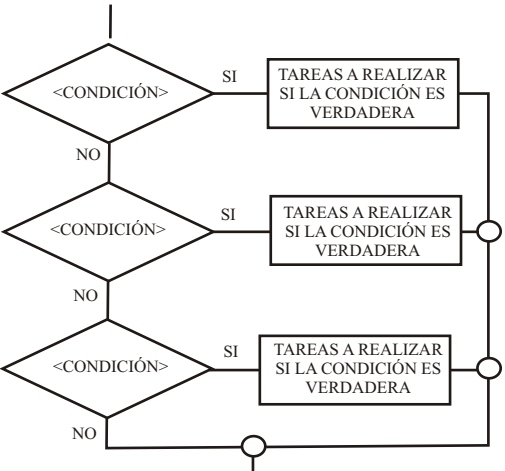 <CONDICIÓN>
SI
TAREAS A REALIZAR
SI LA CONDICIÓN ES
VERDADERA
NO
<CONDICIÓN>
SI
TAREAS A REALIZAR
SI LA CONDICIÓN ES
VERDADERA
NO
<CONDICIÓN>
SI
TAREAS A REALIZAR
SI LA CONDICIÓN ES
VERDADERA
NO